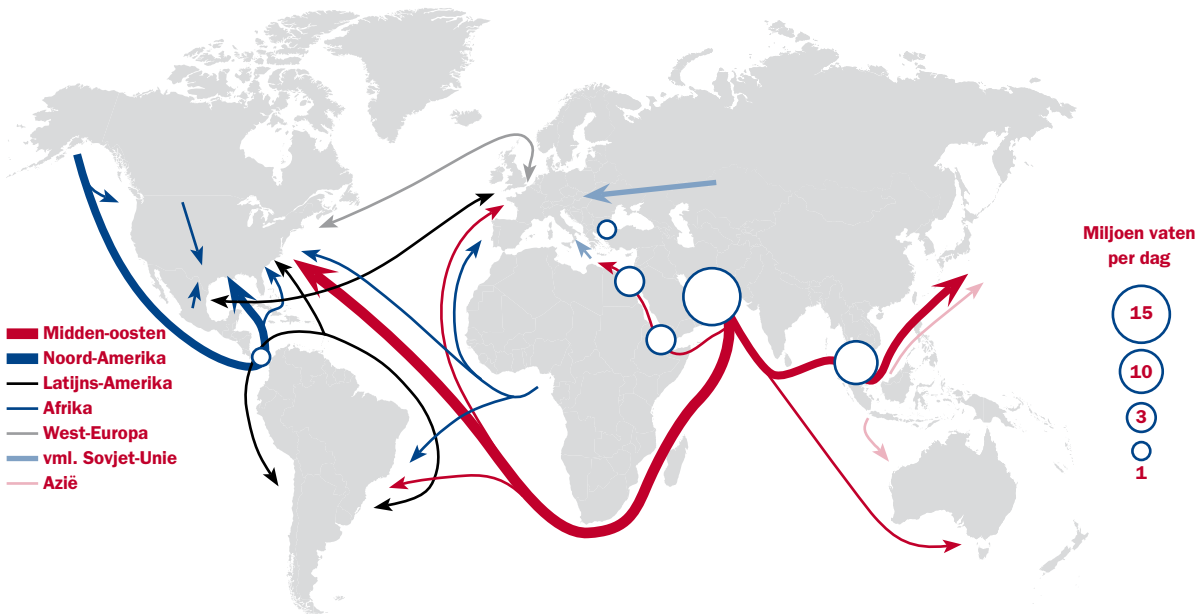 Midden-oosten
Noord-Amerika
Latijns-Amerika
Afrika
West-Europa
vml. Sovjet-Unie
Azië
Miljoen vaten
per dag
15
10
3
1